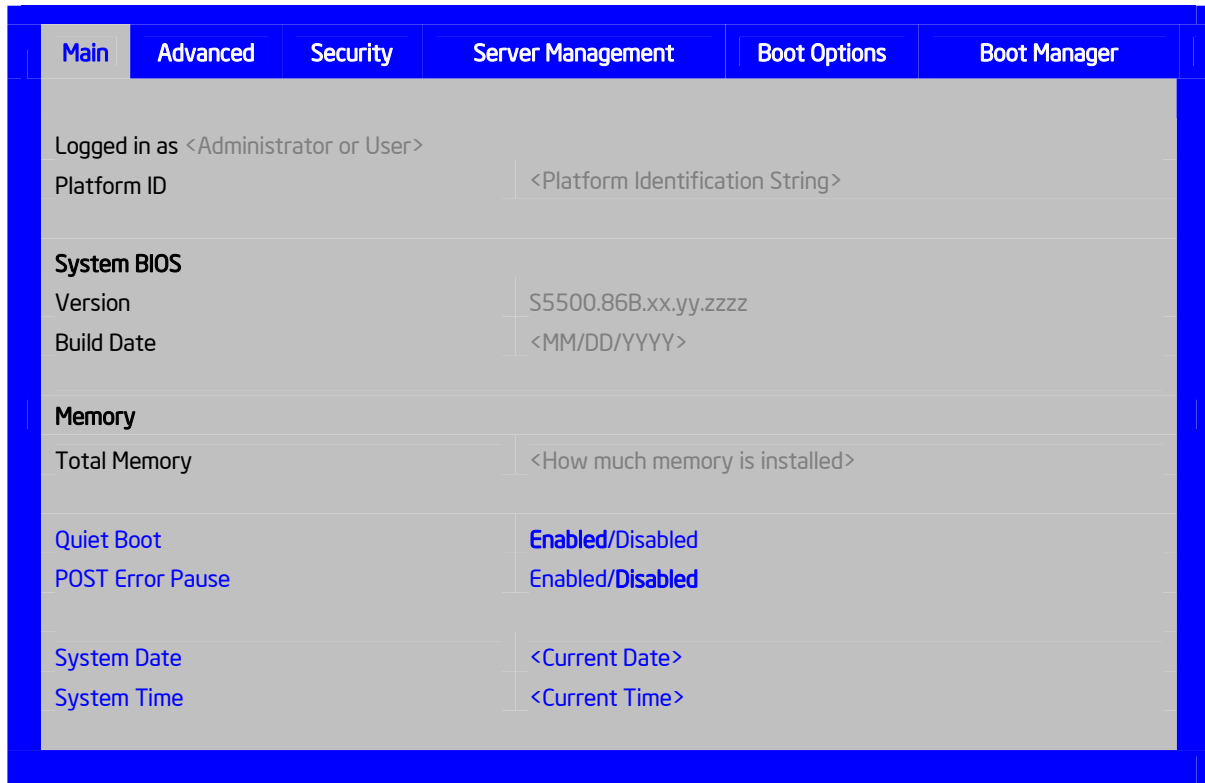 Main Advanced Security Server Management Boot Options Boot Manager
Logged in as <Administrator or User>
Platform ID <Platform Identification String>
System BIOS
Version S5500.86B.xx.yy.zzzz
Build Date <MM/DD/YYYY>
Memory
Total Memory <How much memory is installed>
Quiet Boot Enabled/Disabled
POST Error Pause Enabled/Disabled
System Date <Current Date>
System Time <Current Time>